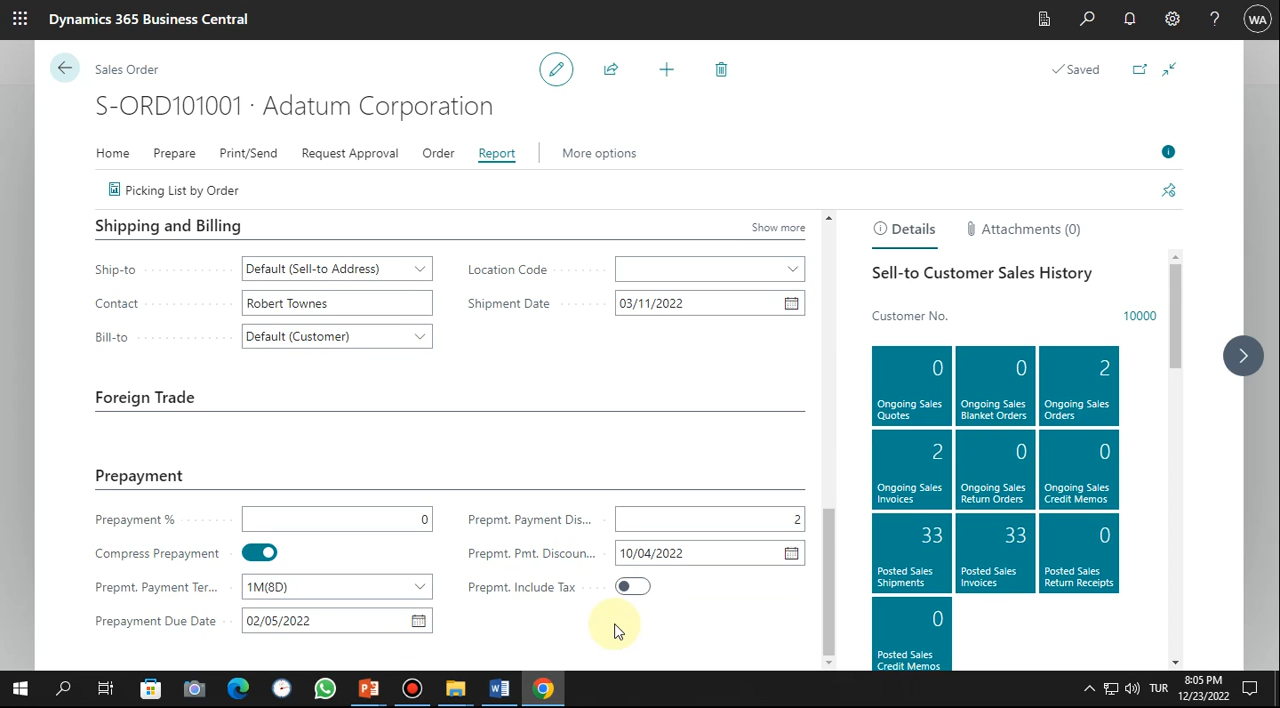 Dynamics 365 Business Central
WA
Sales Order
Saved
S-ORD101001 · Adatum Corporation
Home Prepare Print/Send Request Approval Order Report More options
Picking List by Order
Shipping and Billing Show more
Ship-to Default (Sell-to Address) Location Code
Contact Robert Townes Shipment Date 03/11/2022
Bill-to Default (Customer)
Foreign Trade
Prepayment
Prepayment % 0 Prepmt. Payment Dis... 2
Compress Prepayment Prepmt. Pmt. Discoun... 10/04/2022
Prepmt. Payment Ter... 1M(8D) Prepmt. Include Tax
Prepayment Due Date 02/05/2022
Details Attachments (0)
Sell-to Customer Sales History
Customer No. 10000
0 0 2
Ongoing Sales Ongoing Sales Ongoing Sales
Quotes Blanket Orders Orders
2 0 0
Ongoing Sales Ongoing Sales Ongoing Sales
Invoices Return Orders Credit Memos
33 33 0
Posted Sales Posted Sales Posted Sales
Shipments Invoices Return Receipts
0
Posted Sales
Credit Memos
TUR
8:05 PM
12/23/2022